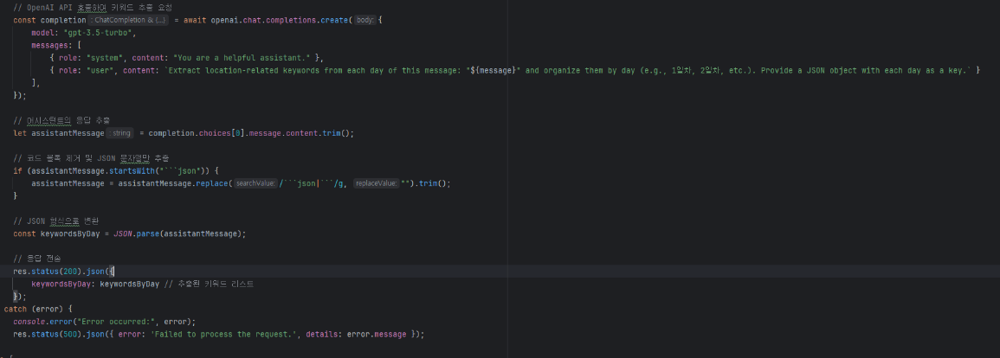 // OpenAI API 호출하여 키워드 추출 요청
const completion : ChatCompletion & {...} = await openai.chat.completions.create( body: {
model: "gpt-3.5-turbo",
messages: [
{ role: "system", content: "You are a helpful assistant." },
{ role: "user", content: `Extract location-related keywords from each day of this message: "${message}" and organize them by day (e.g., 1일차, 2일차, etc.). Provide a JSON object with each day as a key.` }
],
});
// 어시스턴트의 응답 추출
let assistantMessage : string = completion.choices[0].message.content.trim();
// 코드 블록 제거 및 JSON 문자열만 추출
if (assistantMessage.startsWith("```json")) {
assistantMessage = assistantMessage.replace( searchValue: /```json|```/g, replaceValue: "").trim();
}
// JSON 형식으로 변환
const keywordsByDay = JSON.parse(assistantMessage);
// 응답 전송
res.status(200).json({
keywordsByDay: keywordsByDay // 추출된 키워드 리스트
});
catch (error) {
console.error("Error occurred:", error);
res.status(500).json({ error: 'Failed to process the request.', details: error.message });